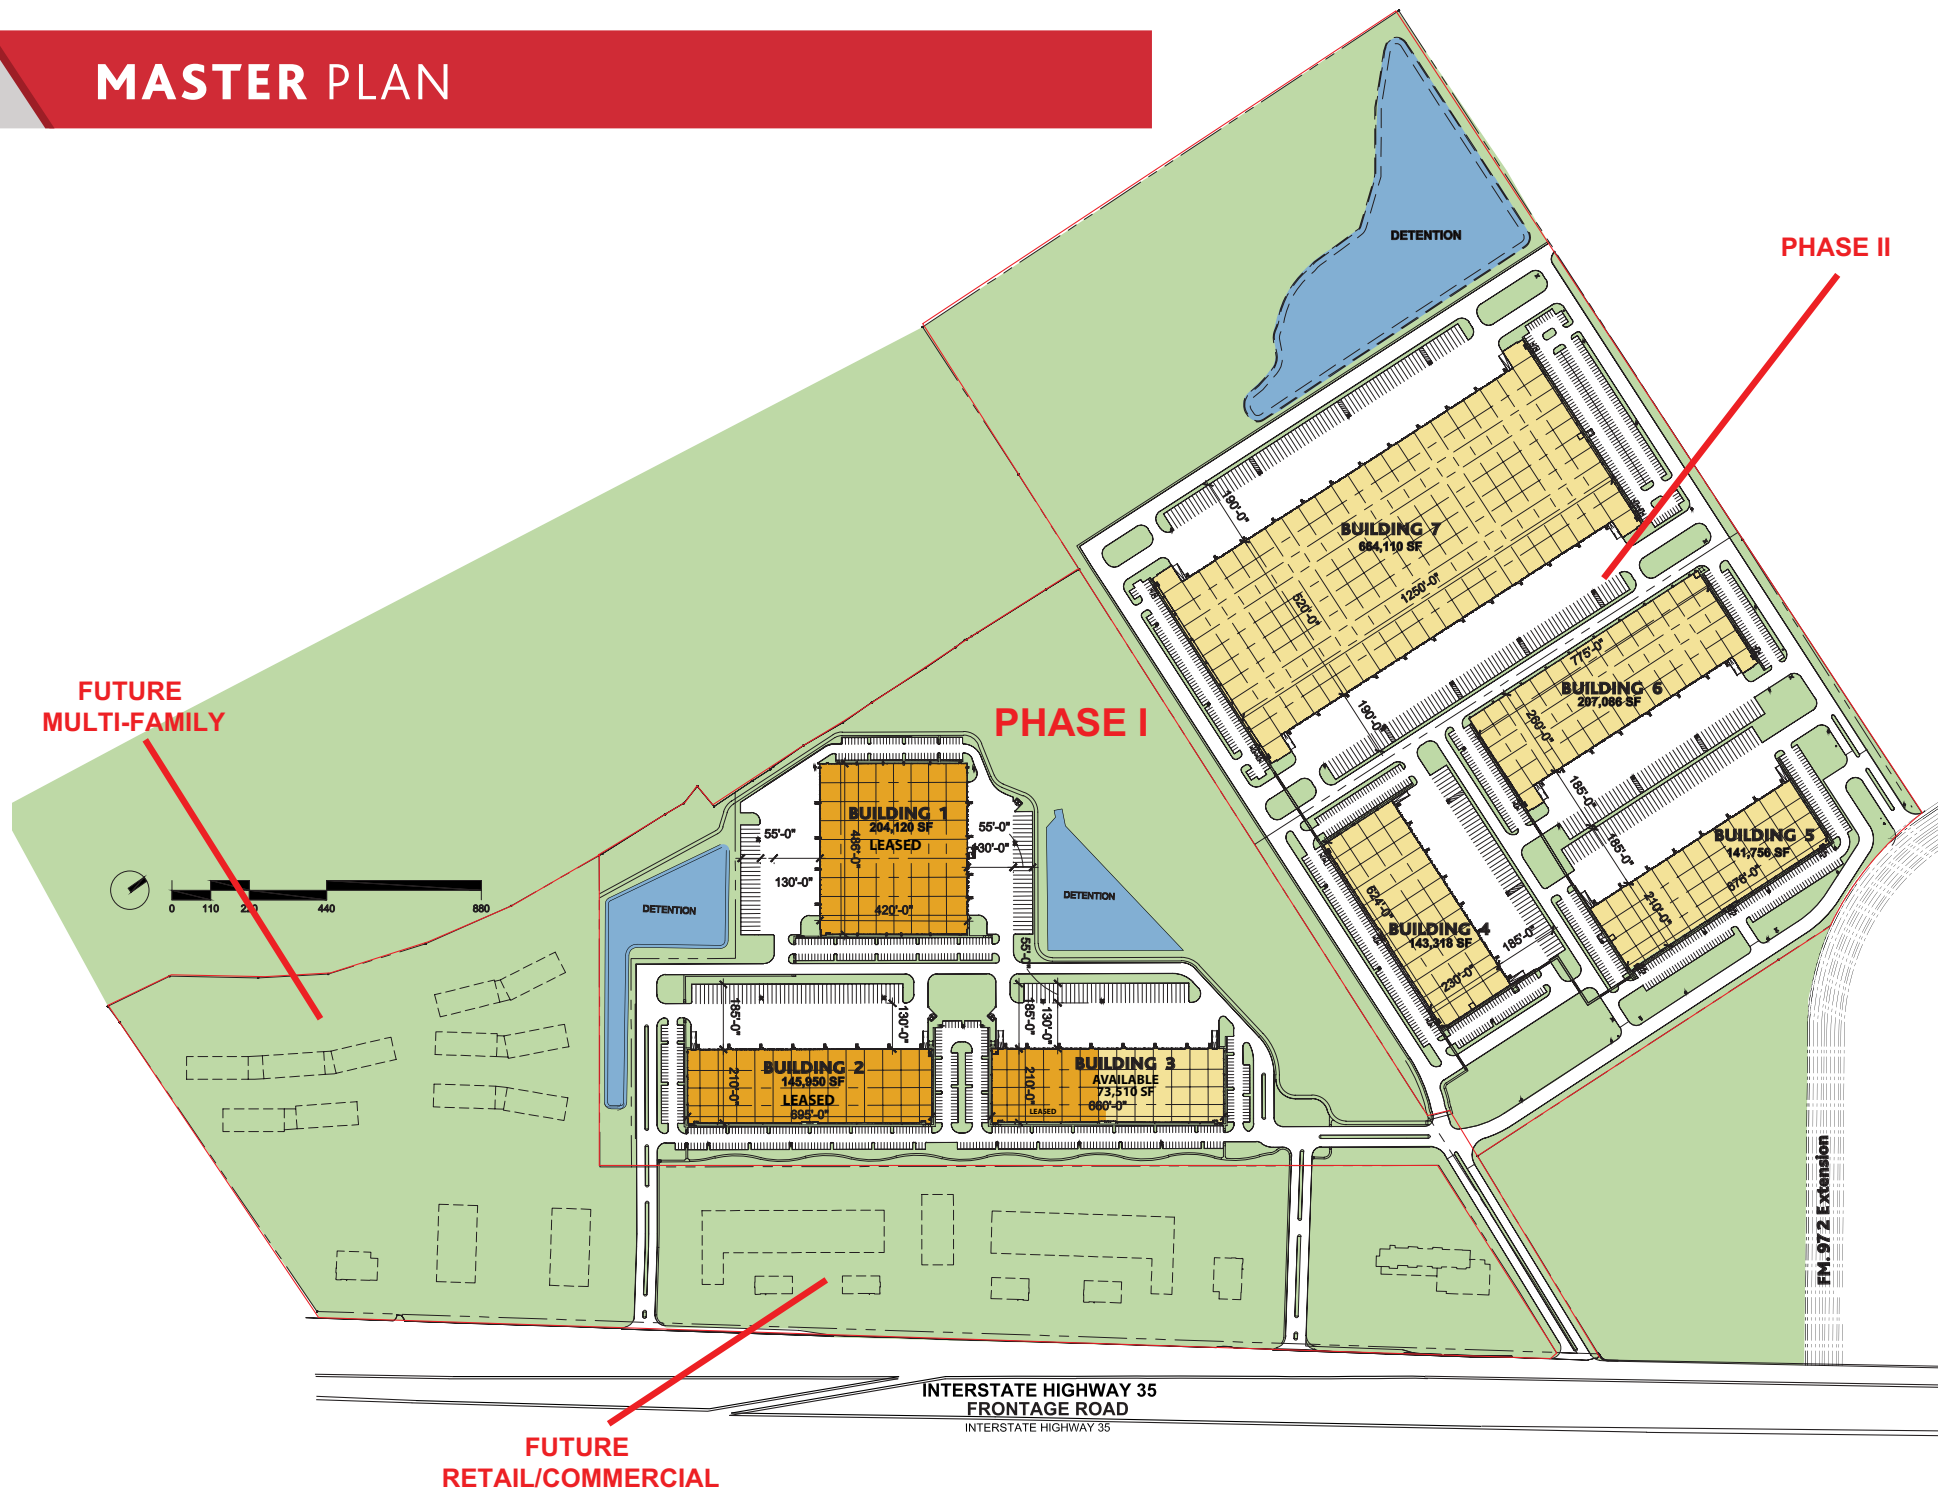 MASTER PLAN
DETENTION
PHASE II
190'-0"
BUILDING 7
664,110 SF
1250'-0"
520'-0"
190'-0"
775'-0"
BUILDING 6
207,086 SF
260'-0"
185'-0"
185'-0"
BUILDING 5
141,756 SF
676'-0"
210'-0"
624'-0"
BUILDING 4
143,318 SF
185'-0"
230'-0"
FUTURE
MULTI-FAMILY
PHASE I
BUILDING 1
204,120 SF
LEASED
486'-0"
420'-0"
55'-0"
130'-0"
55'-0"
130'-0"
55'-0"
DETENTION
DETENTION
0 110 220 440 880
185'-0"
130'-0"
185'-0"
130'-0"
BUILDING 2
145,950 SF
LEASED
695'-0"
210'-0"
BUILDING 3
AVAILABLE
73,510 SF
660'-0"
210'-0"
LEASED
FM. 97 2 Extension
INTERSTATE HIGHWAY 35
FRONTAGE ROAD
INTERSTATE HIGHWAY 35
FUTURE
RETAIL/COMMERCIAL